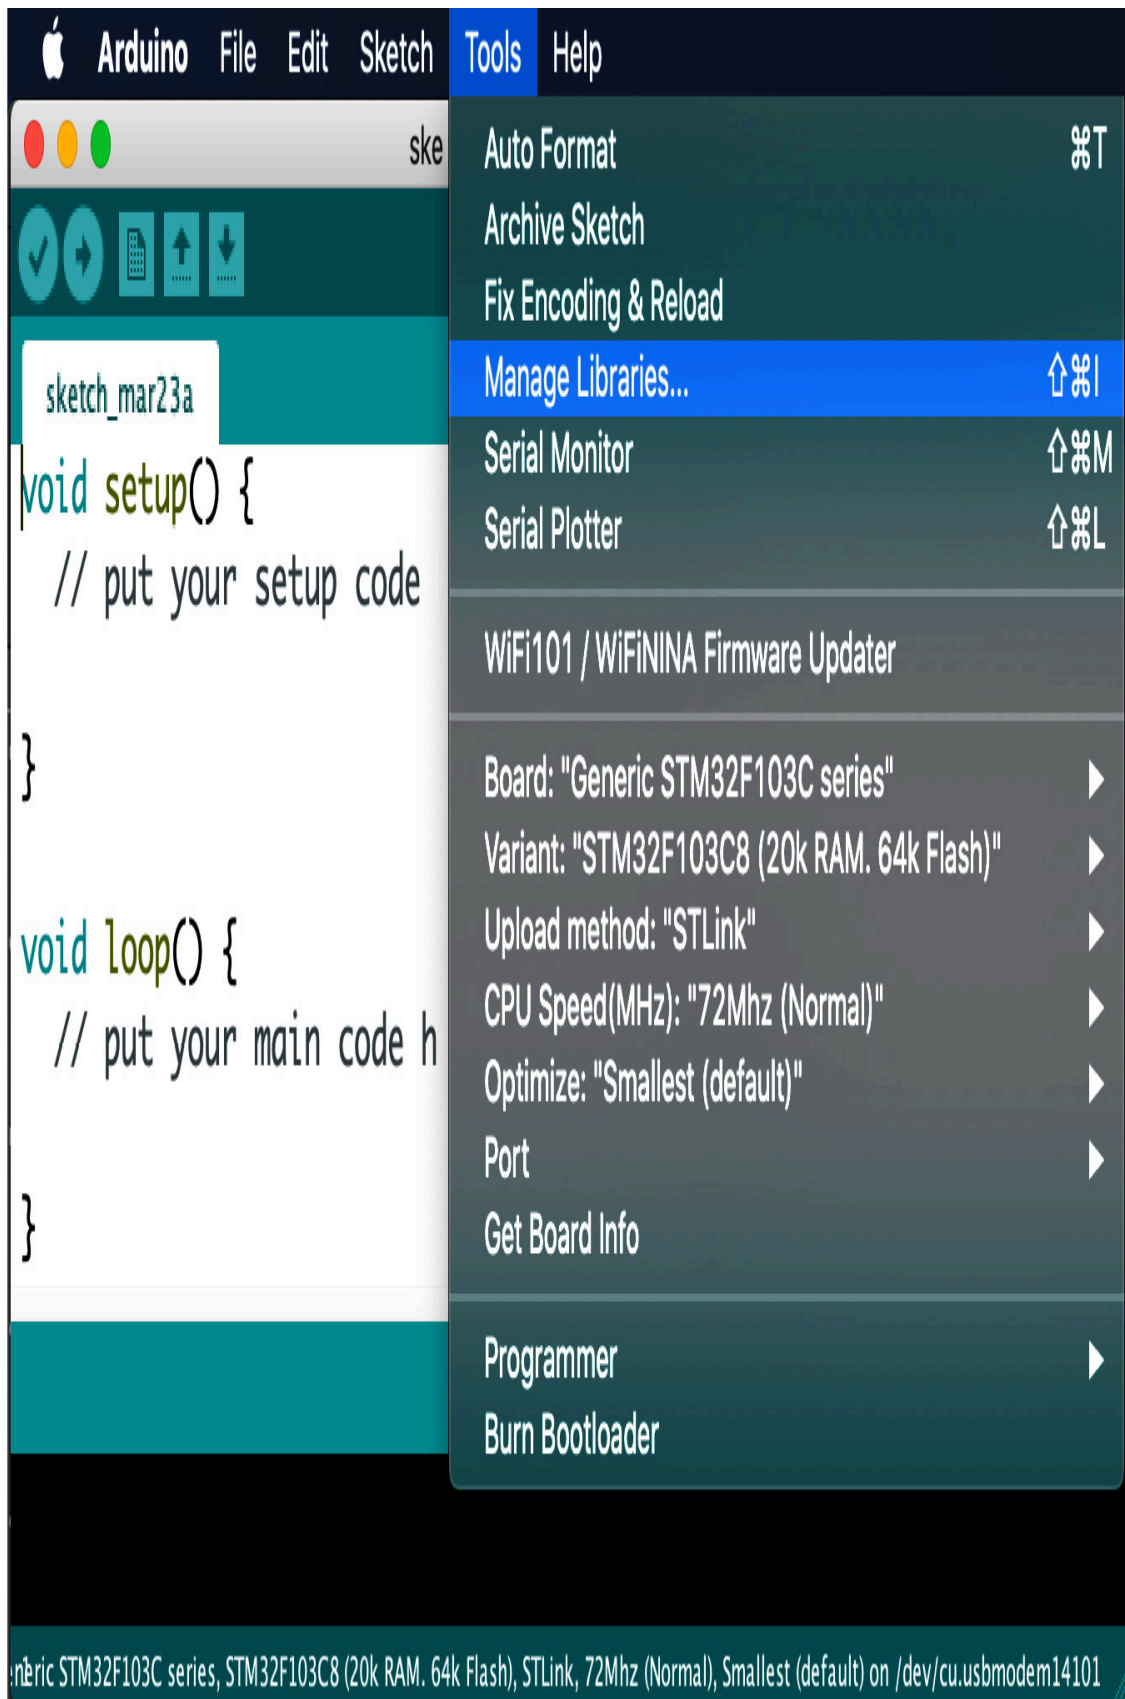 Arduino File Edit Sketch Tools Help
ske
Auto Format ⌘T
Archive Sketch
Fix Encoding & Reload
Manage Libraries... ⇧⌘I
Serial Monitor ⇧⌘M
Serial Plotter ⇧⌘L
WiFi101 / WiFiNINA Firmware Updater
Board: "Generic STM32F103C series"
Variant: "STM32F103C8 (20k RAM. 64k Flash)"
Upload method: "STLink"
CPU Speed(MHz): "72Mhz (Normal)"
Optimize: "Smallest (default)"
Port
Get Board Info
Programmer
Burn Bootloader
sketch_mar23a
void setup() {
// put your setup code
}
void loop() {
// put your main code h
}
neric STM32F103C series, STM32F103C8 (20k RAM. 64k Flash), STLink, 72Mhz (Normal), Smallest (default) on /dev/cu.usbmodem14101